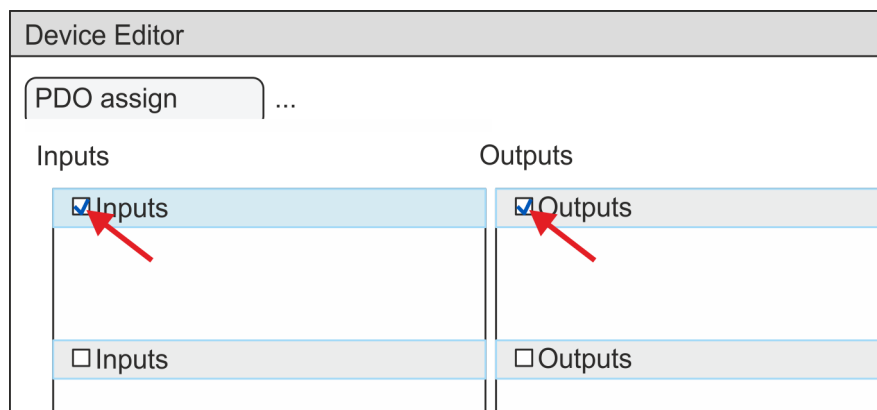 Device Editor
PDO assign ...
Inputs Outputs
Inputs Outputs
Inputs Outputs